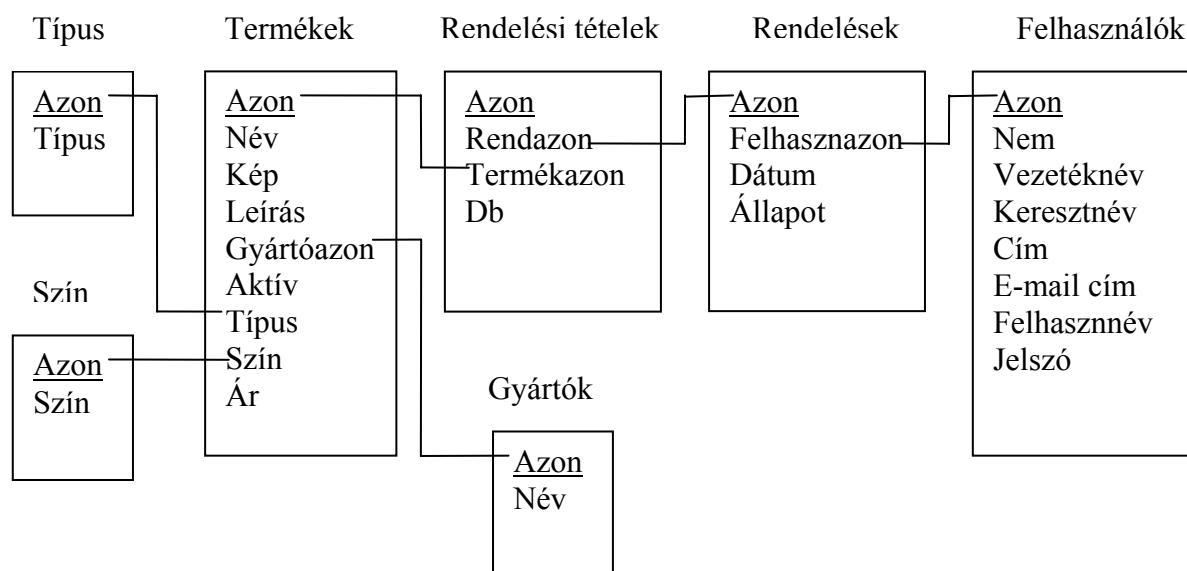 Típus
Azon
Típus
Szín
Azon
Szín
Termékek
Azon
Név
Kép
Leírás
Gyártóazon
Aktív
Típus
Szín
Ár
Rendelési tételek
Azon
Rendazon
Termékazon
Db
Gyártók
Azon
Név
Rendelések
Azon
Felhasznazon
Dátum
Állapot
Felhasználók
Azon
Nem
Vezetéknév
Keresztnév
Cím
E-mail cím
Felhasznnév
Jelszó